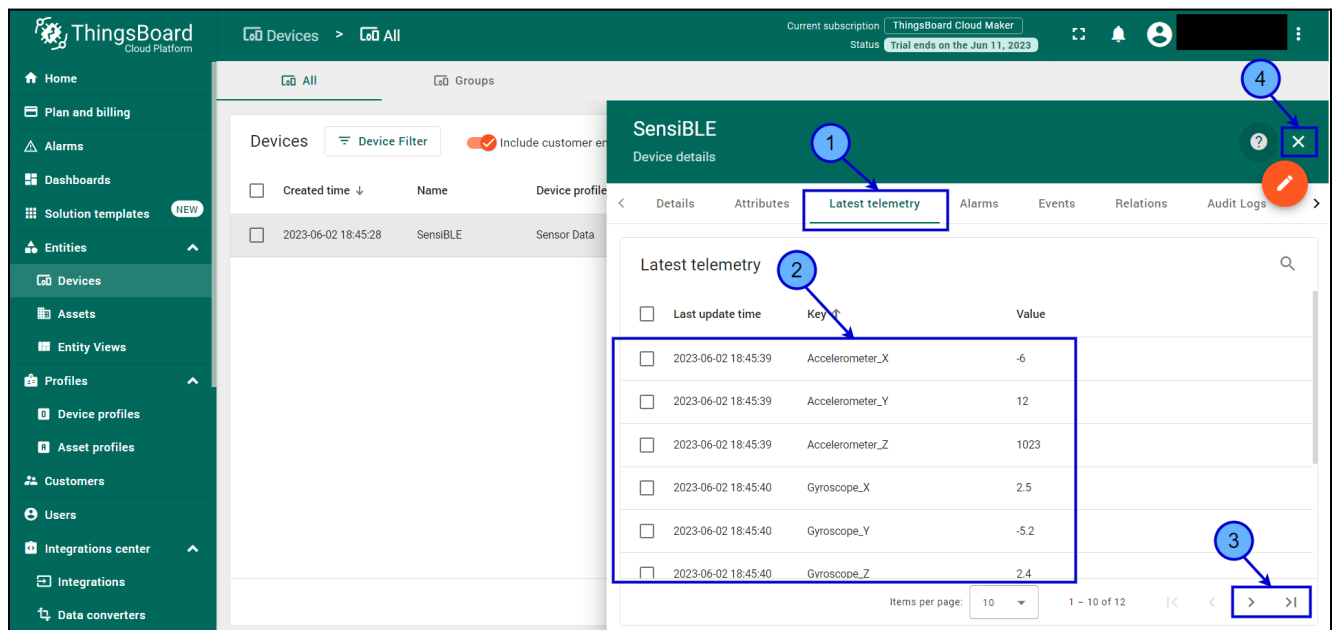 ThingsBoard
Cloud Platform
Devices > All
Current subscription ThingsBoard Cloud Maker
Status Trial ends on the Jun 11, 2023
Home
Plan and billing
Alarms
Dashboards
Solution templates NEW
Entities
Devices
Assets
Entity Views
Profiles
Device profiles
Asset profiles
Customers
Users
Integrations center
Integrations
Data converters
All Groups
Devices Device Filter Include customer en
Created time ↓ Name Device profile
2023-06-02 18:45:28 SensiBLE Sensor Data
4
SensiBLE
Device details
1
Details Attributes Latest telemetry Alarms Events Relations Audit Logs
Latest telemetry
2
Last update time Key ↑ Value
2023-06-02 18:45:39 Accelerometer_X -6
2023-06-02 18:45:39 Accelerometer_Y 12
2023-06-02 18:45:39 Accelerometer_Z 1023
2023-06-02 18:45:40 Gyroscope_X 2.5
2023-06-02 18:45:40 Gyroscope_Y -5.2
2023-06-02 18:45:40 Gyroscope_Z 2.4
3
Items per page: 10 1 – 10 of 12